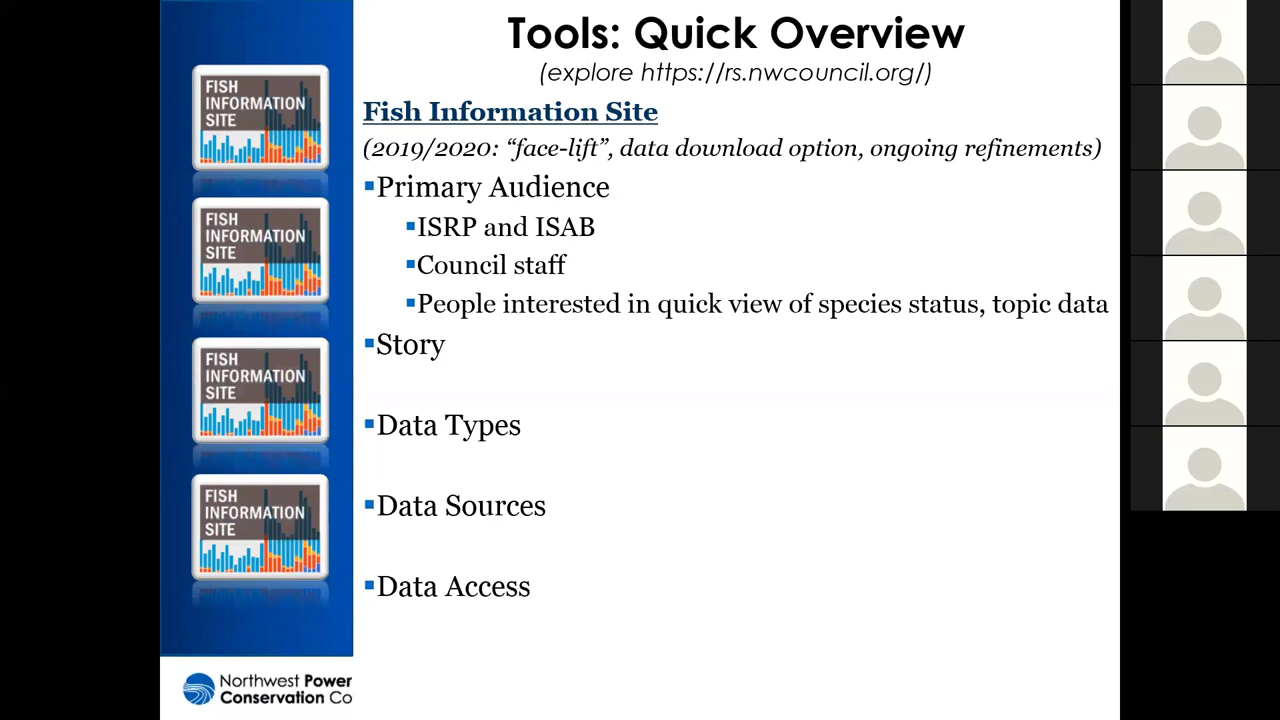 Tools: Quick Overview
(explore https://rs.nwcouncil.org/)
Fish Information Site
(2019/2020: “face-lift”, data download option, ongoing refinements)
▪Primary Audience
▪ISRP and ISAB
▪Council staff
▪People interested in quick view of species status, topic data
▪Story
▪Data Types
▪Data Sources
▪Data Access
FISH
INFORMATION
SITE
FISH
INFORMATION
SITE
FISH
INFORMATION
SITE
FISH
INFORMATION
SITE
Northwest Power
Conservation Co